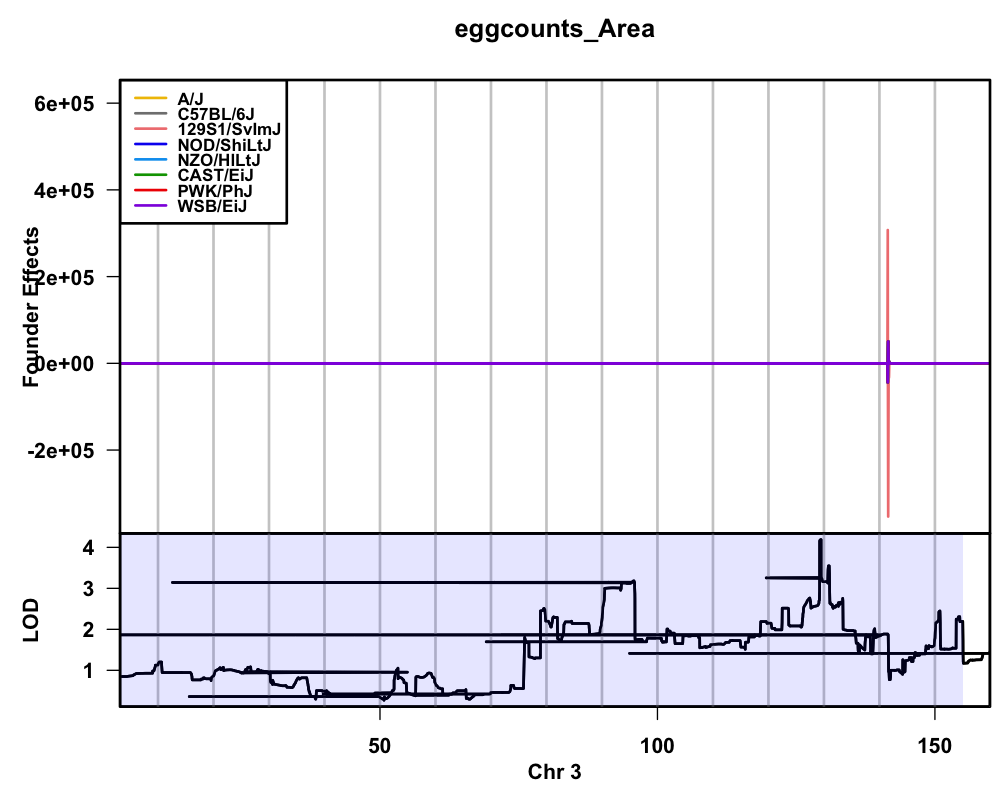 eggcounts_Area
A/J
C57BL/6J
129S1/SvImJ
NOD/ShiLtJ
NZO/HlLtJ
CAST/EiJ
PWK/PhJ
WSB/EiJ
6e+05
4e+05
2e+05
0e+00
-2e+05
Founder Effects
4
3
2
1
LOD
50
100
150
Chr 3